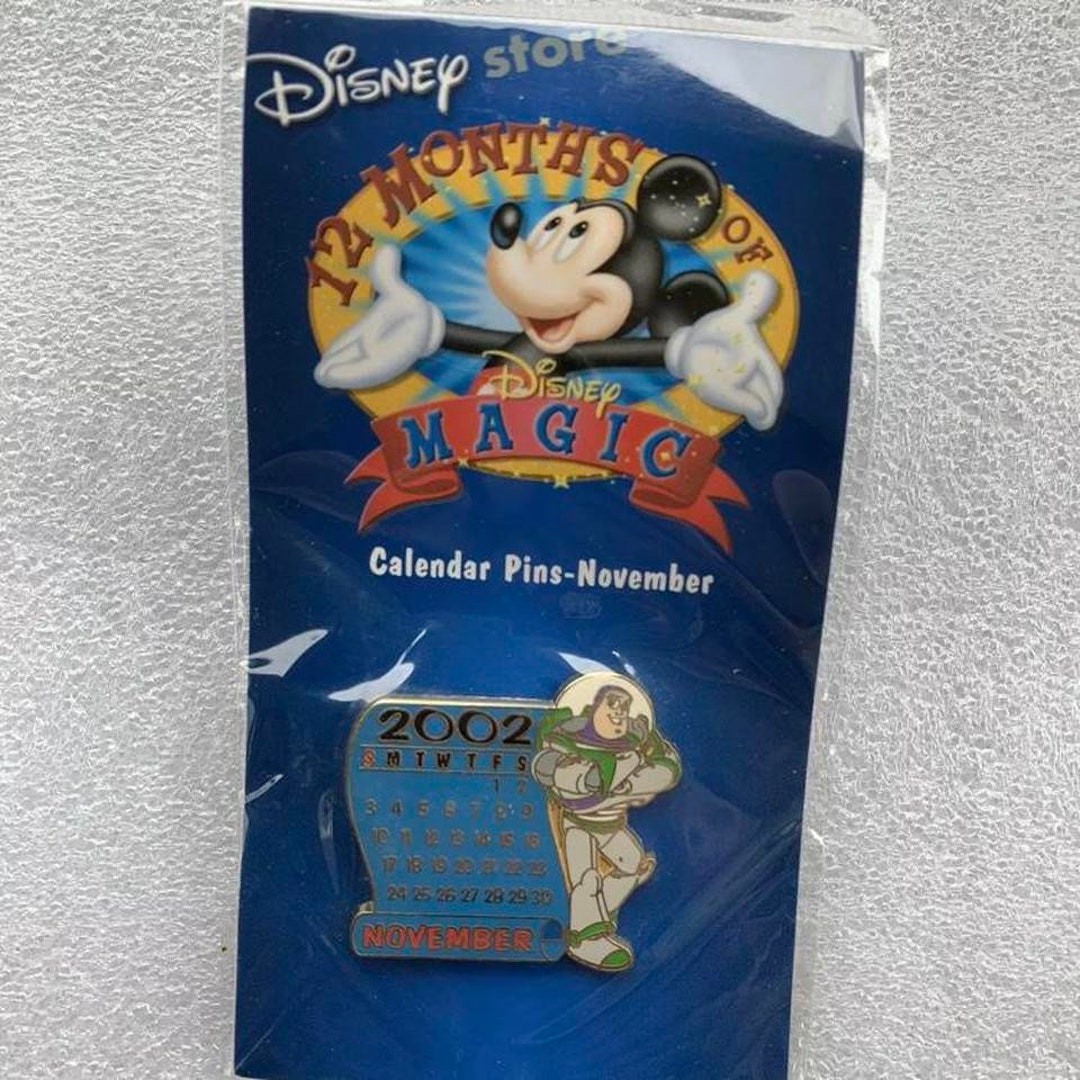 Disney store
12 MONTHS OF
Disney
MAGIC
Calendar Pins-November
2002
S M T W T F S
1 2
3 4 5 6 7 8 9
10 11 12 13 14 15 16
17 18 19 20 21 22 23
24 25 26 27 28 29 30
NOVEMBER